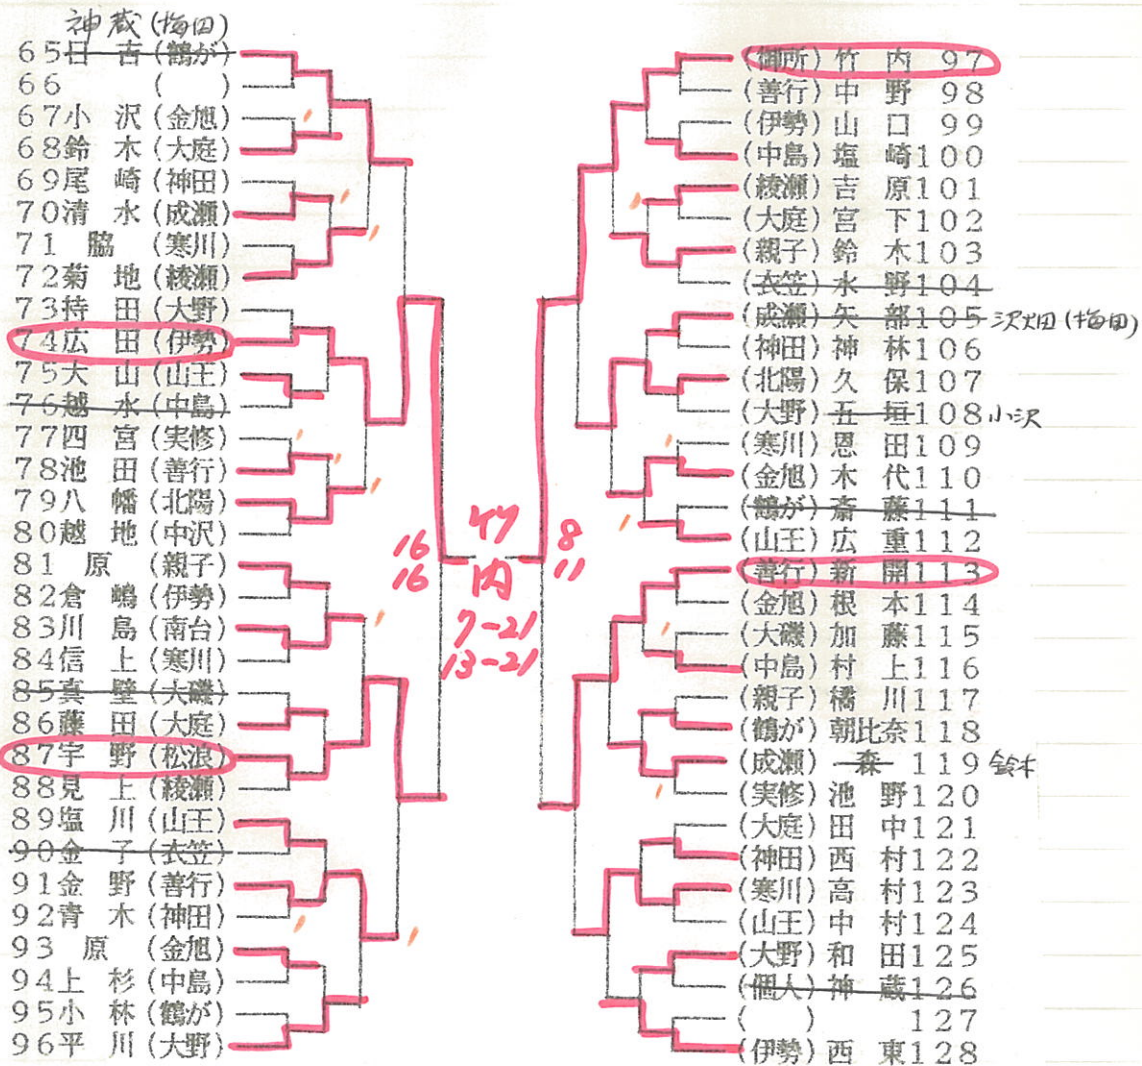 神蔵(梅田)
65日吉(鶴が)
66 ( )
67小沢(金旭)
68鈴木(大庭)
69尾崎(神田)
70清水(成瀬)
71 脇 (寒川)
72菊地(綾瀬)
73持田(大野)
74広田(伊勢)
75大山(山王)
76越水(中島)
77四宮(実修)
78池田(善行)
79八幡(北陽)
80越地(中沢)
81 原 (親子)
82倉嶋(伊勢)
83川島(南台)
84信上(寒川)
85真壁(大磯)
86藤田(大庭)
87宇野(松浪)
88見上(綾瀬)
89塩川(山王)
90金子(衣笠)
91金野(善行)
92青木(神田)
93 原 (金旭)
94上杉(中島)
95小林(鶴が)
96平川(大野)
16 8
16 内 11
7-21
13-21
(御所)竹内 97
(善行)中野 98
(伊勢)山口 99
(中島)塩崎100
(綾瀬)吉原101
(大庭)宮下102
(親子)鈴木103
(衣笠)水野104
(成瀬)矢部105 沢畑(梅田)
(神田)神林106
(北陽)久保107
(大野)五垣108 小沢
(寒川)恩田109
(金旭)木代110
(鶴が)斎藤111
(山王)広重112
(善行)新開113
(金旭)根本114
(大磯)加藤115
(中島)村上116
(親子)橘川117
(鶴が)朝比奈118
(成瀬) 森 119 鈴木
(実修)池野120
(大庭)田中121
(神田)西村122
(寒川)高村123
(山王)中村124
(大野)和田125
(個人)神蔵126
( ) 127
(伊勢)西東128